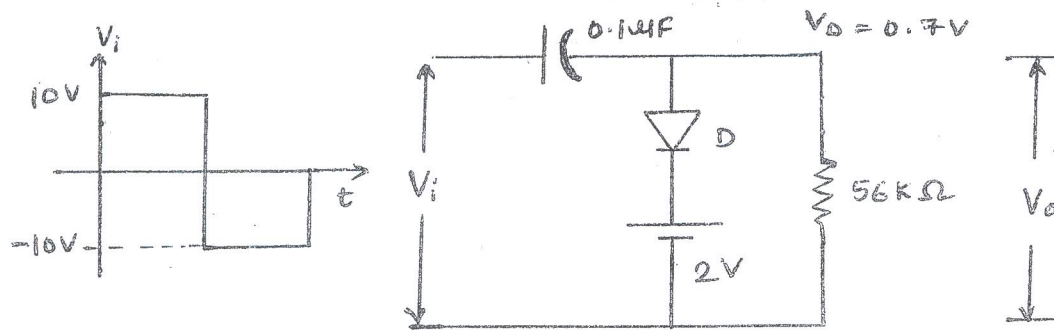 Vi
10V
-10V
t
Vi
0.1µF
VD = 0.7V
D
2V
56KΩ
Vo